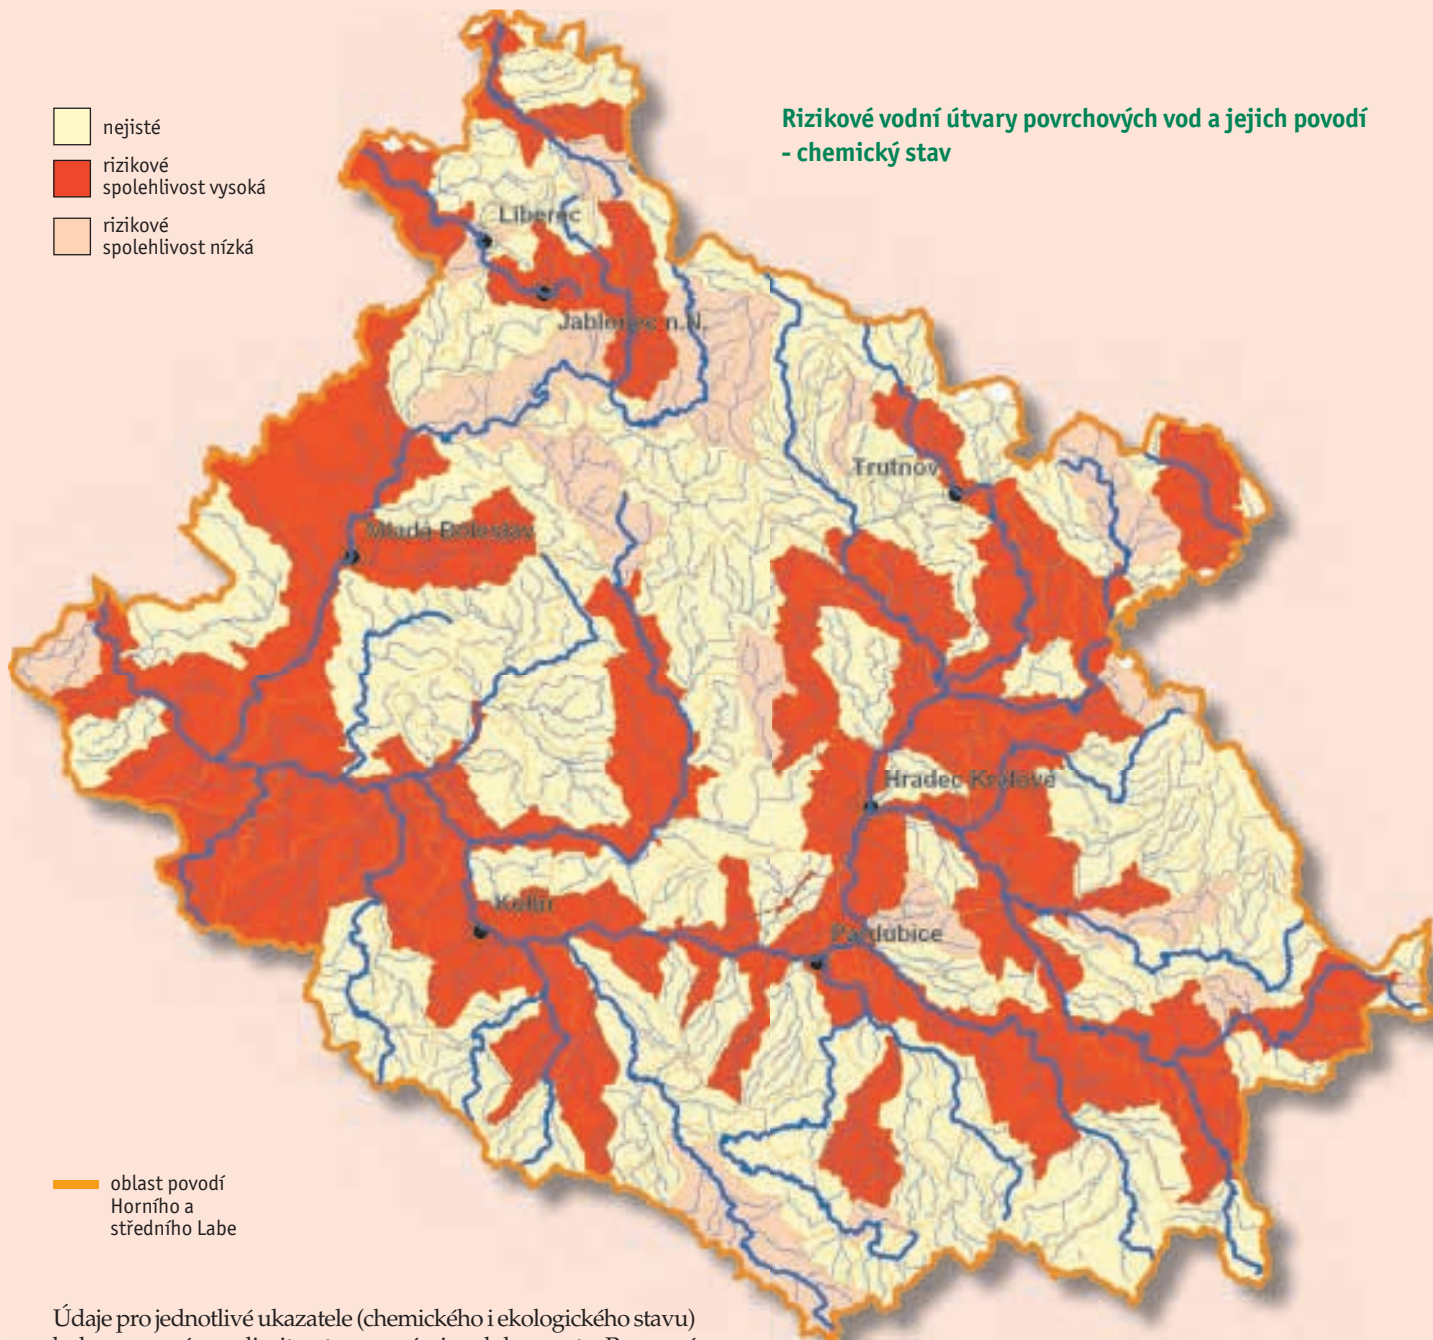 nejisté
rizikové
spolehlivost vysoká
rizikové
spolehlivost nízká
Rizikové vodní útvary povrchových vod a jejich povodí
- chemický stav
Liberec
Jablonec n.N.
Trutnov
Mladá Boleslav
Hradec Králové
Kolín
Pardubice
oblast povodí
Horního a
středního Labe
Údaje pro jednotlivé ukazatele (chemického i ekologického stavu)